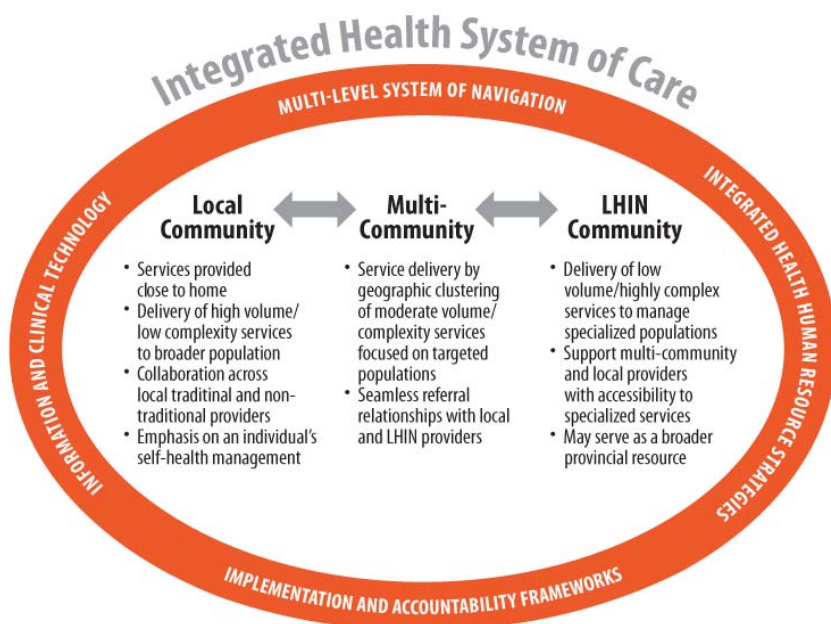 Integrated Health System of Care
MULTI-LEVEL SYSTEM OF NAVIGATION
INFORMATION AND CLINICAL TECHNOLOGY
INTEGRATED HEALTH HUMAN RESOURCE STRATEGIES
Local
Community
• Services provided
close to home
• Delivery of high volume/
low complexity services
to broader population
• Collaboration across
local traditinal and non-
traditional providers
• Emphasis on an individual's
self-health management
Multi-
Community
• Service delivery by
geographic clustering
of moderate volume/
complexity services
focused on targeted
populations
• Seamless referral
relationships with local
and LHIN providers
LHIN
Community
• Delivery of low
volume/highly complex
services to manage
specialized populations
• Support multi-community
and local providers
with accessibility to
specialized services
• May serve as a broader
provincial resource
IMPLEMENTATION AND ACCOUNTABILITY FRAMEWORKS